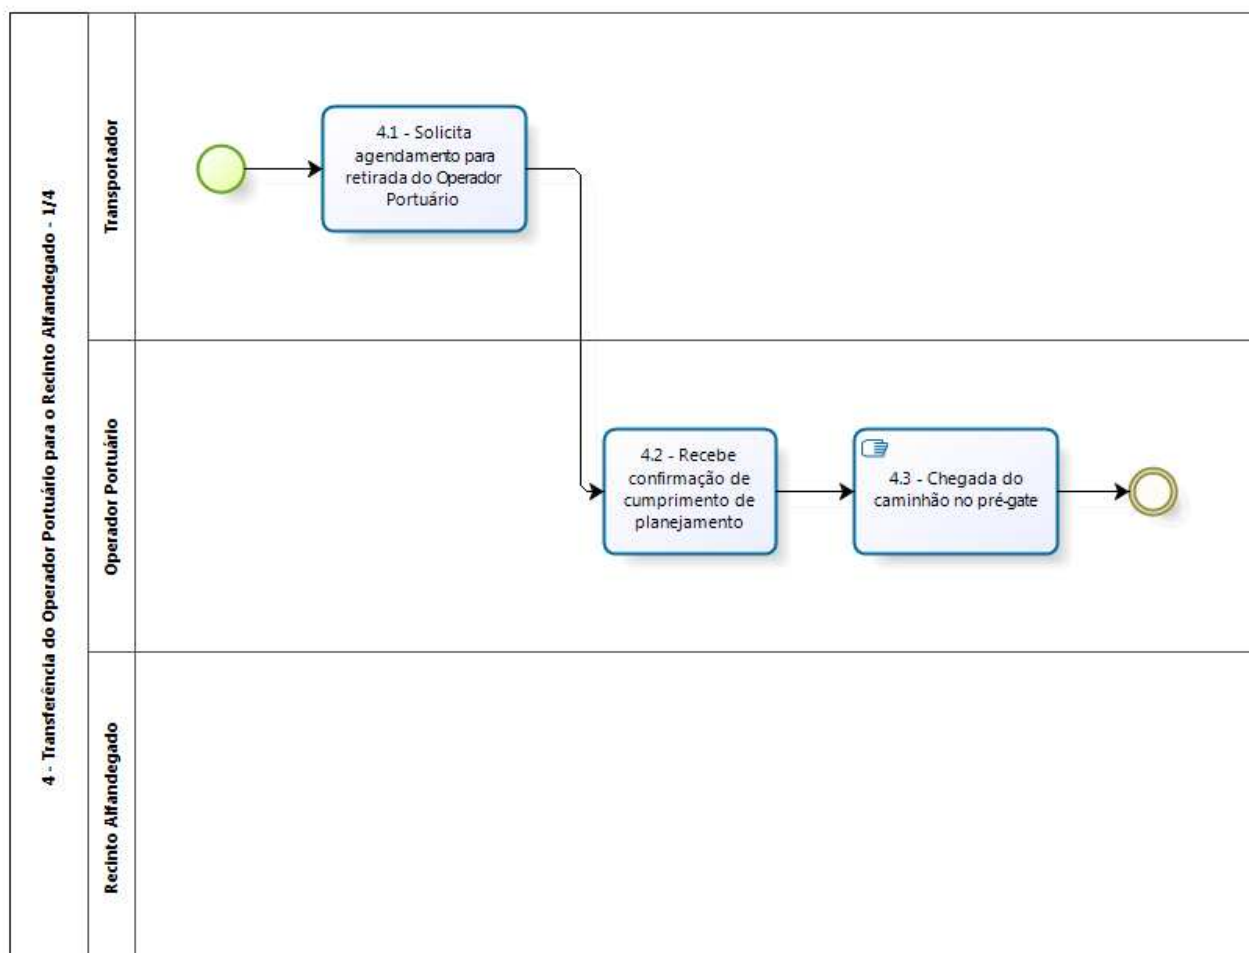 4 - Transferência do Operador Portuário para o Recinto Alfandegado - 1/4
Transportador
4.1 - Solicita
agendamento para
retirada do Operador
Portuário
Operador Portuário
4.2 - Recebe
confirmação de
cumprimento de
planejamento
4.3 - Chegada do
caminhão no pré-gate
Recinto Alfandegado